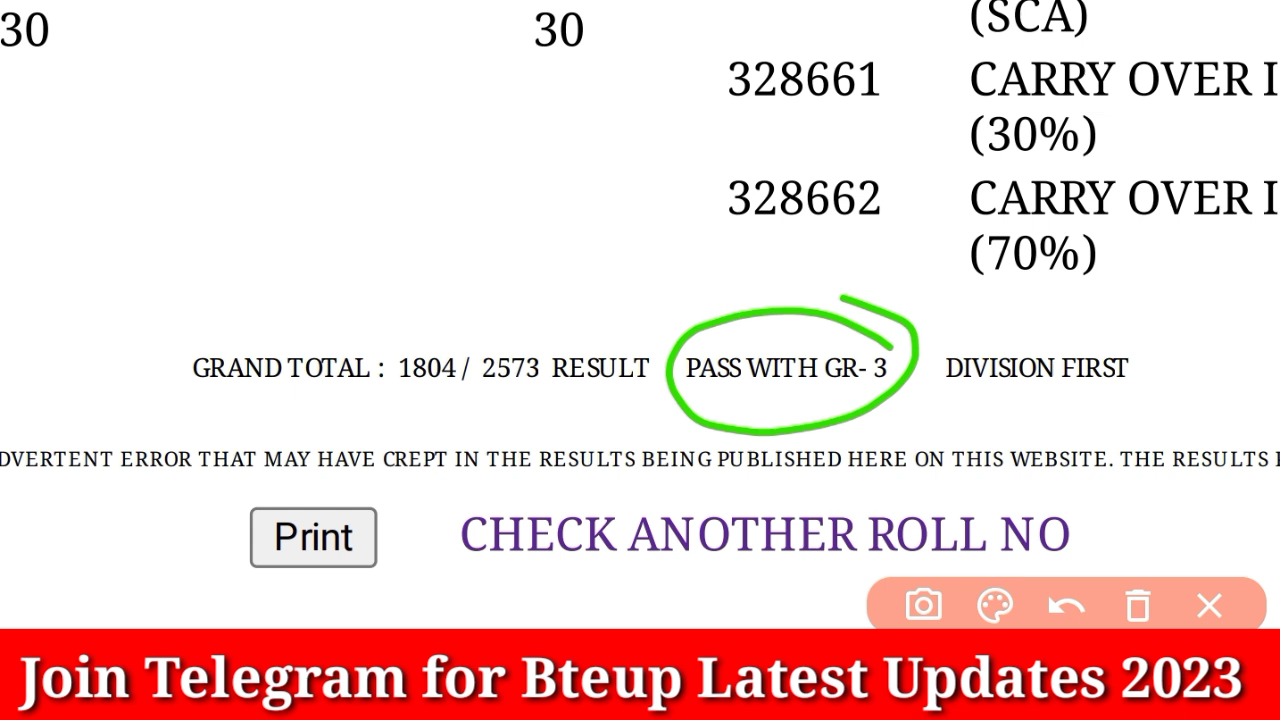 30 30 (SCA)
328661 CARRY OVER I
(30%)
328662 CARRY OVER I
(70%)
GRAND TOTAL : 1804 / 2573 RESULT PASS WITH GR- 3 DIVISION FIRST
DVERTENT ERROR THAT MAY HAVE CREPT IN THE RESULTS BEING PUBLISHED HERE ON THIS WEBSITE. THE RESULTS
Print CHECK ANOTHER ROLL NO
Join Telegram for Bteup Latest Updates 2023